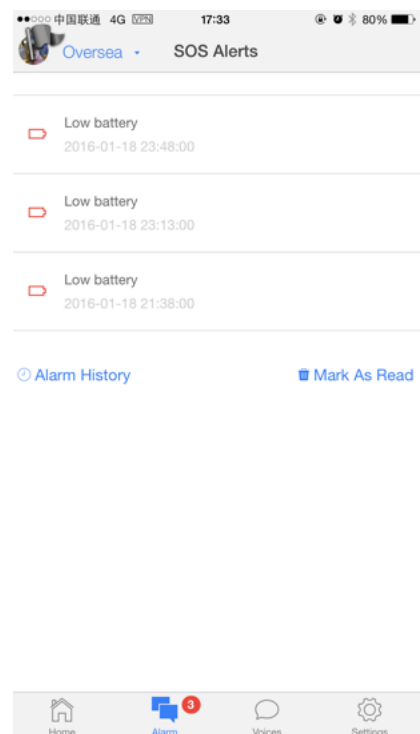 中国联通 4G VPN 17:33 80%
Oversea SOS Alerts
Low battery
2016-01-18 23:48:00
Low battery
2016-01-18 23:13:00
Low battery
2016-01-18 21:38:00
Alarm History Mark As Read
3
Home Alarm Voices Settings